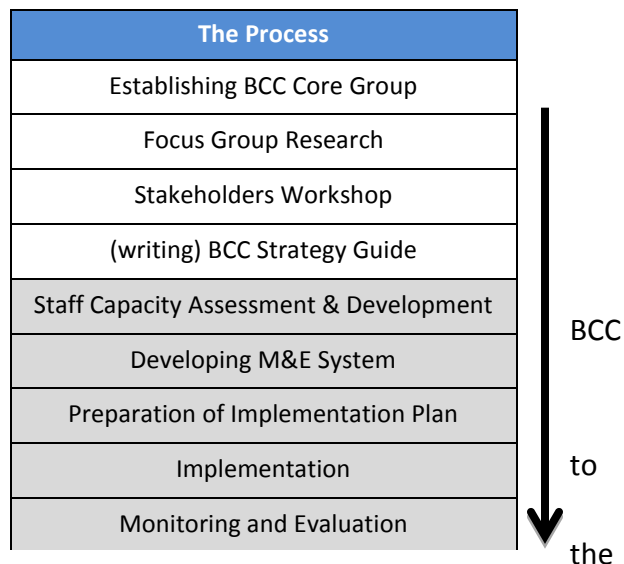 The Process
Establishing BCC Core Group
Focus Group Research
Stakeholders Workshop
(writing) BCC Strategy Guide
Staff Capacity Assessment & Development
Developing M&E System
Preparation of Implementation Plan
Implementation
Monitoring and Evaluation
BCC
to
the